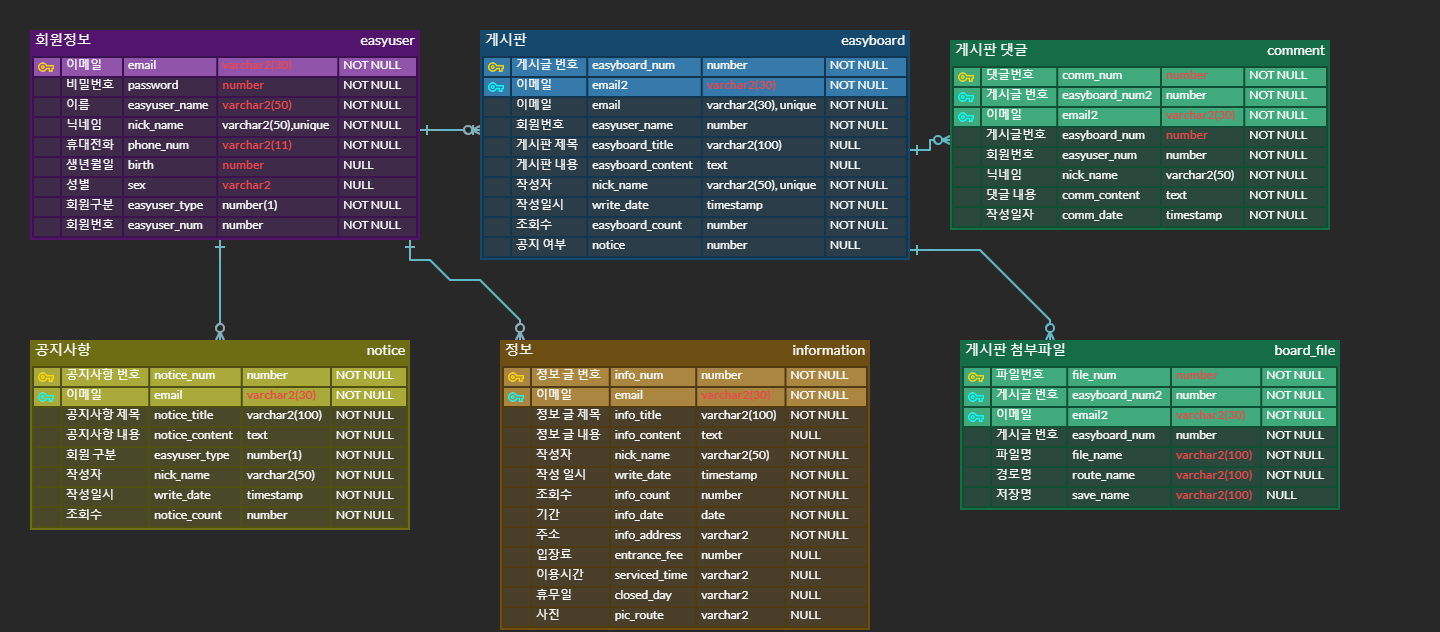 회원정보 easyuser
이메일 email varchar2(30) NOT NULL
비밀번호 password number NOT NULL
이름 easyuser_name varchar2(50) NOT NULL
닉네임 nick_name varchar2(50),unique NOT NULL
휴대전화 phone_num varchar2(11) NOT NULL
생년월일 birth number NULL
성별 sex varchar2 NULL
회원구분 easyuser_type number(1) NOT NULL
회원번호 easyuser_num number NOT NULL
게시판 easyboard
게시글 번호 easyboard_num number NOT NULL
이메일 email2 varchar2(30) NOT NULL
이메일 email varchar2(30), unique NOT NULL
회원번호 easyuser_name number NOT NULL
게시판 제목 easyboard_title varchar2(100) NULL
게시판 내용 easyboard_content text NULL
작성자 nick_name varchar2(50), unique NOT NULL
작성일시 write_date timestamp NOT NULL
조회수 easyboard_count number NOT NULL
공지 여부 notice number NULL
게시판 댓글 comment
댓글번호 comm_num number NOT NULL
게시글 번호 easyboard_num2 number NOT NULL
이메일 email2 varchar2(30) NOT NULL
게시글번호 easyboard_num number NOT NULL
회원번호 easyuser_num number NOT NULL
닉네임 nick_name varchar2(50) NOT NULL
댓글 내용 comm_content text NOT NULL
작성일자 comm_date timestamp NOT NULL
공지사항 notice
공지사항 번호 notice_num number NOT NULL
이메일 email varchar2(30) NOT NULL
공지사항 제목 notice_title varchar2(100) NOT NULL
공지사항 내용 notice_content text NOT NULL
회원 구분 easyuser_type number(1) NOT NULL
작성자 nick_name varchar2(50) NOT NULL
작성일시 write_date timestamp NOT NULL
조회수 notice_count number NOT NULL
정보 information
정보 글 번호 info_num number NOT NULL
이메일 email varchar2(30) NOT NULL
정보 글 제목 info_title varchar2(100) NOT NULL
정보 글 내용 info_content text NULL
작성자 nick_name varchar2(50) NOT NULL
작성 일시 write_date timestamp NOT NULL
조회수 info_count number NOT NULL
기간 info_date date NOT NULL
주소 info_address varchar2 NOT NULL
입장료 entrance_fee number NULL
이용시간 serviced_time varchar2 NULL
휴무일 closed_day varchar2 NULL
사진 pic_route varchar2 NULL
게시판 첨부파일 board_file
파일번호 file_num number NOT NULL
게시글 번호 easyboard_num2 number NOT NULL
이메일 email2 varchar2(30) NOT NULL
게시글 번호 easyboard_num number NOT NULL
파일명 file_name varchar2(100) NOT NULL
경로명 route_name varchar2(100) NOT NULL
저장명 save_name varchar2(100) NULL